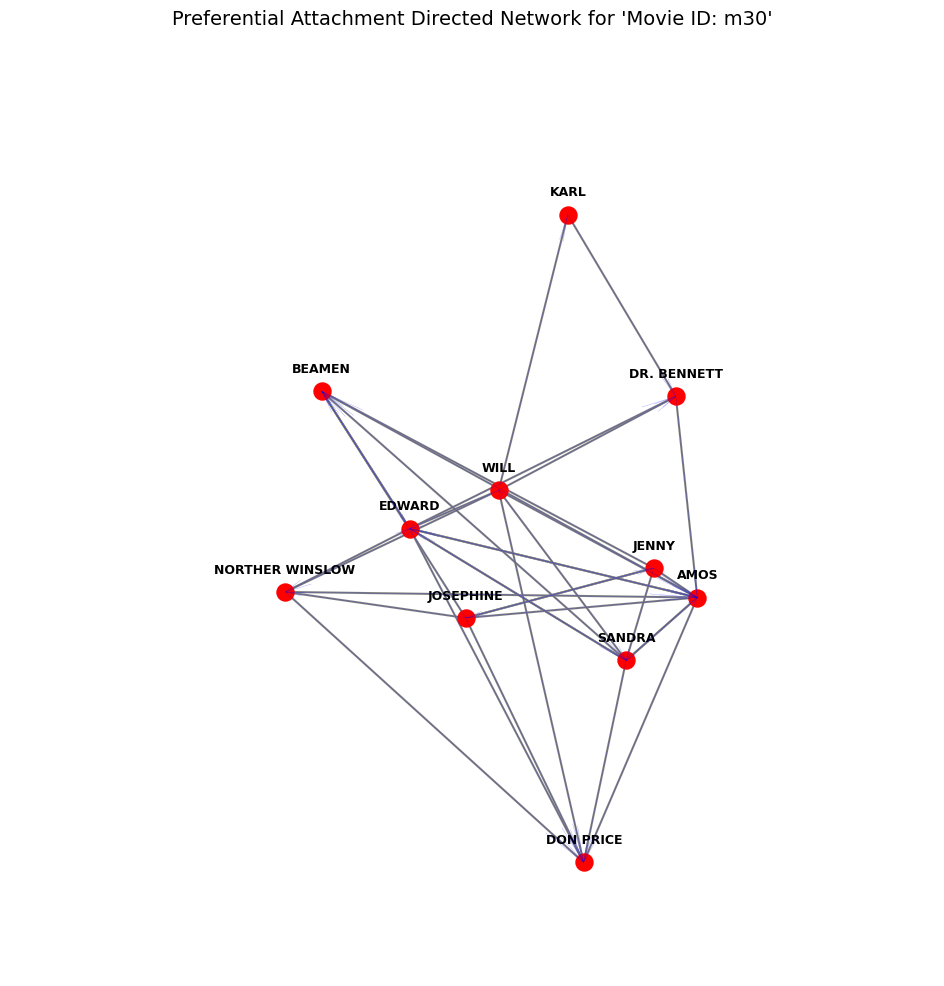 Preferential Attachment Directed Network for 'Movie ID: m30'
KARL
BEAMEN
DR. BENNETT
WILL
EDWARD
JENNY
NORTHER WINSLOW
AMOS
JOSEPHINE
SANDRA
DON PRICE